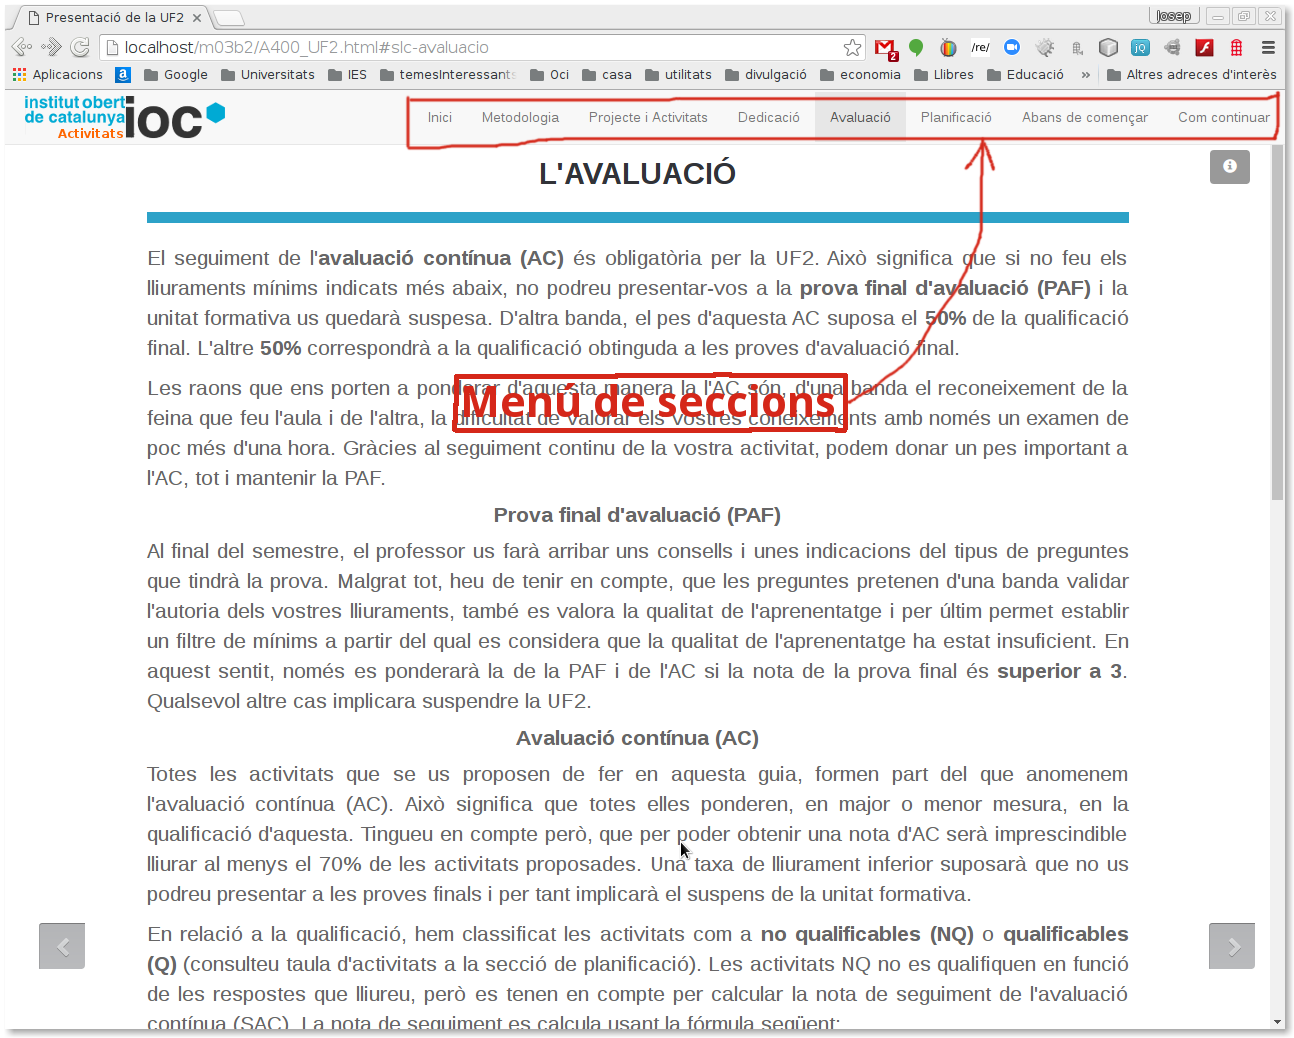 Presentació de la UF2
Josep
localhost/m03b2/A400_UF2.html#slc-avaluacio
2
/re/
jQ
Aplicacions
a
Google
Universitats
IES
temesInteressants
Oci
casa
utilitats
divulgació
economia
Llibres
Educació
»
Altres adreces d'interès
institut obert
de catalunya
Activitats
ioc
Inici
Metodologia
Projecte i Activitats
Dedicació
Avaluació
Planificació
Abans de començar
Com continuar
L'AVALUACIÓ
El seguiment de l'avaluació contínua (AC) és obligatòria per la UF2. Això significa que si no feu els
lliuraments mínims indicats més abaix, no podreu presentar-vos a la prova final d'avaluació (PAF) i la
unitat formativa us quedarà suspesa. D'altra banda, el pes d'aquesta AC suposa el 50% de la qualificació
final. L'altre 50% correspondrà a la qualificació obtinguda a les proves d'avaluació final.
Les raons que ens porten a ponderar d'aquesta manera la l'AC són, d'una banda el reconeixement de la
Menú de seccions
feina que feu l'aula i de l'altra, la dificultat de valorar els vostres coneixements amb només un examen de
poc més d'una hora. Gràcies al seguiment continu de la vostra activitat, podem donar un pes important a
l'AC, tot i mantenir la PAF.
Prova final d'avaluació (PAF)
Al final del semestre, el professor us farà arribar uns consells i unes indicacions del tipus de preguntes
que tindrà la prova. Malgrat tot, heu de tenir en compte, que les preguntes pretenen d'una banda validar
l'autoria dels vostres lliuraments, també es valora la qualitat de l'aprenentatge i per últim permet establir
un filtre de mínims a partir del qual es considera que la qualitat de l'aprenentatge ha estat insuficient. En
aquest sentit, només es ponderarà la de la PAF i de l'AC si la nota de la prova final és superior a 3.
Qualsevol altre cas implicara suspendre la UF2.
Avaluació contínua (AC)
Totes les activitats que se us proposen de fer en aquesta guia, formen part del que anomenem
l'avaluació contínua (AC). Això significa que totes elles ponderen, en major o menor mesura, en la
qualificació d'aquesta. Tingueu en compte però, que per poder obtenir una nota d'AC serà imprescindible
lliurar al menys el 70% de les activitats proposades. Una taxa de lliurament inferior suposarà que no us
podreu presentar a les proves finals i per tant implicarà el suspens de la unitat formativa.
En relació a la qualificació, hem classificat les activitats com a no qualificables (NQ) o qualificables
(Q) (consulteu taula d'activitats a la secció de planificació). Les activitats NQ no es qualifiquen en funció
de les respostes que lliureu, però es tenen en compte per calcular la nota de seguiment de l'avaluació
contínua (SAC). La nota de seguiment es calcula usant la fórmula següent: